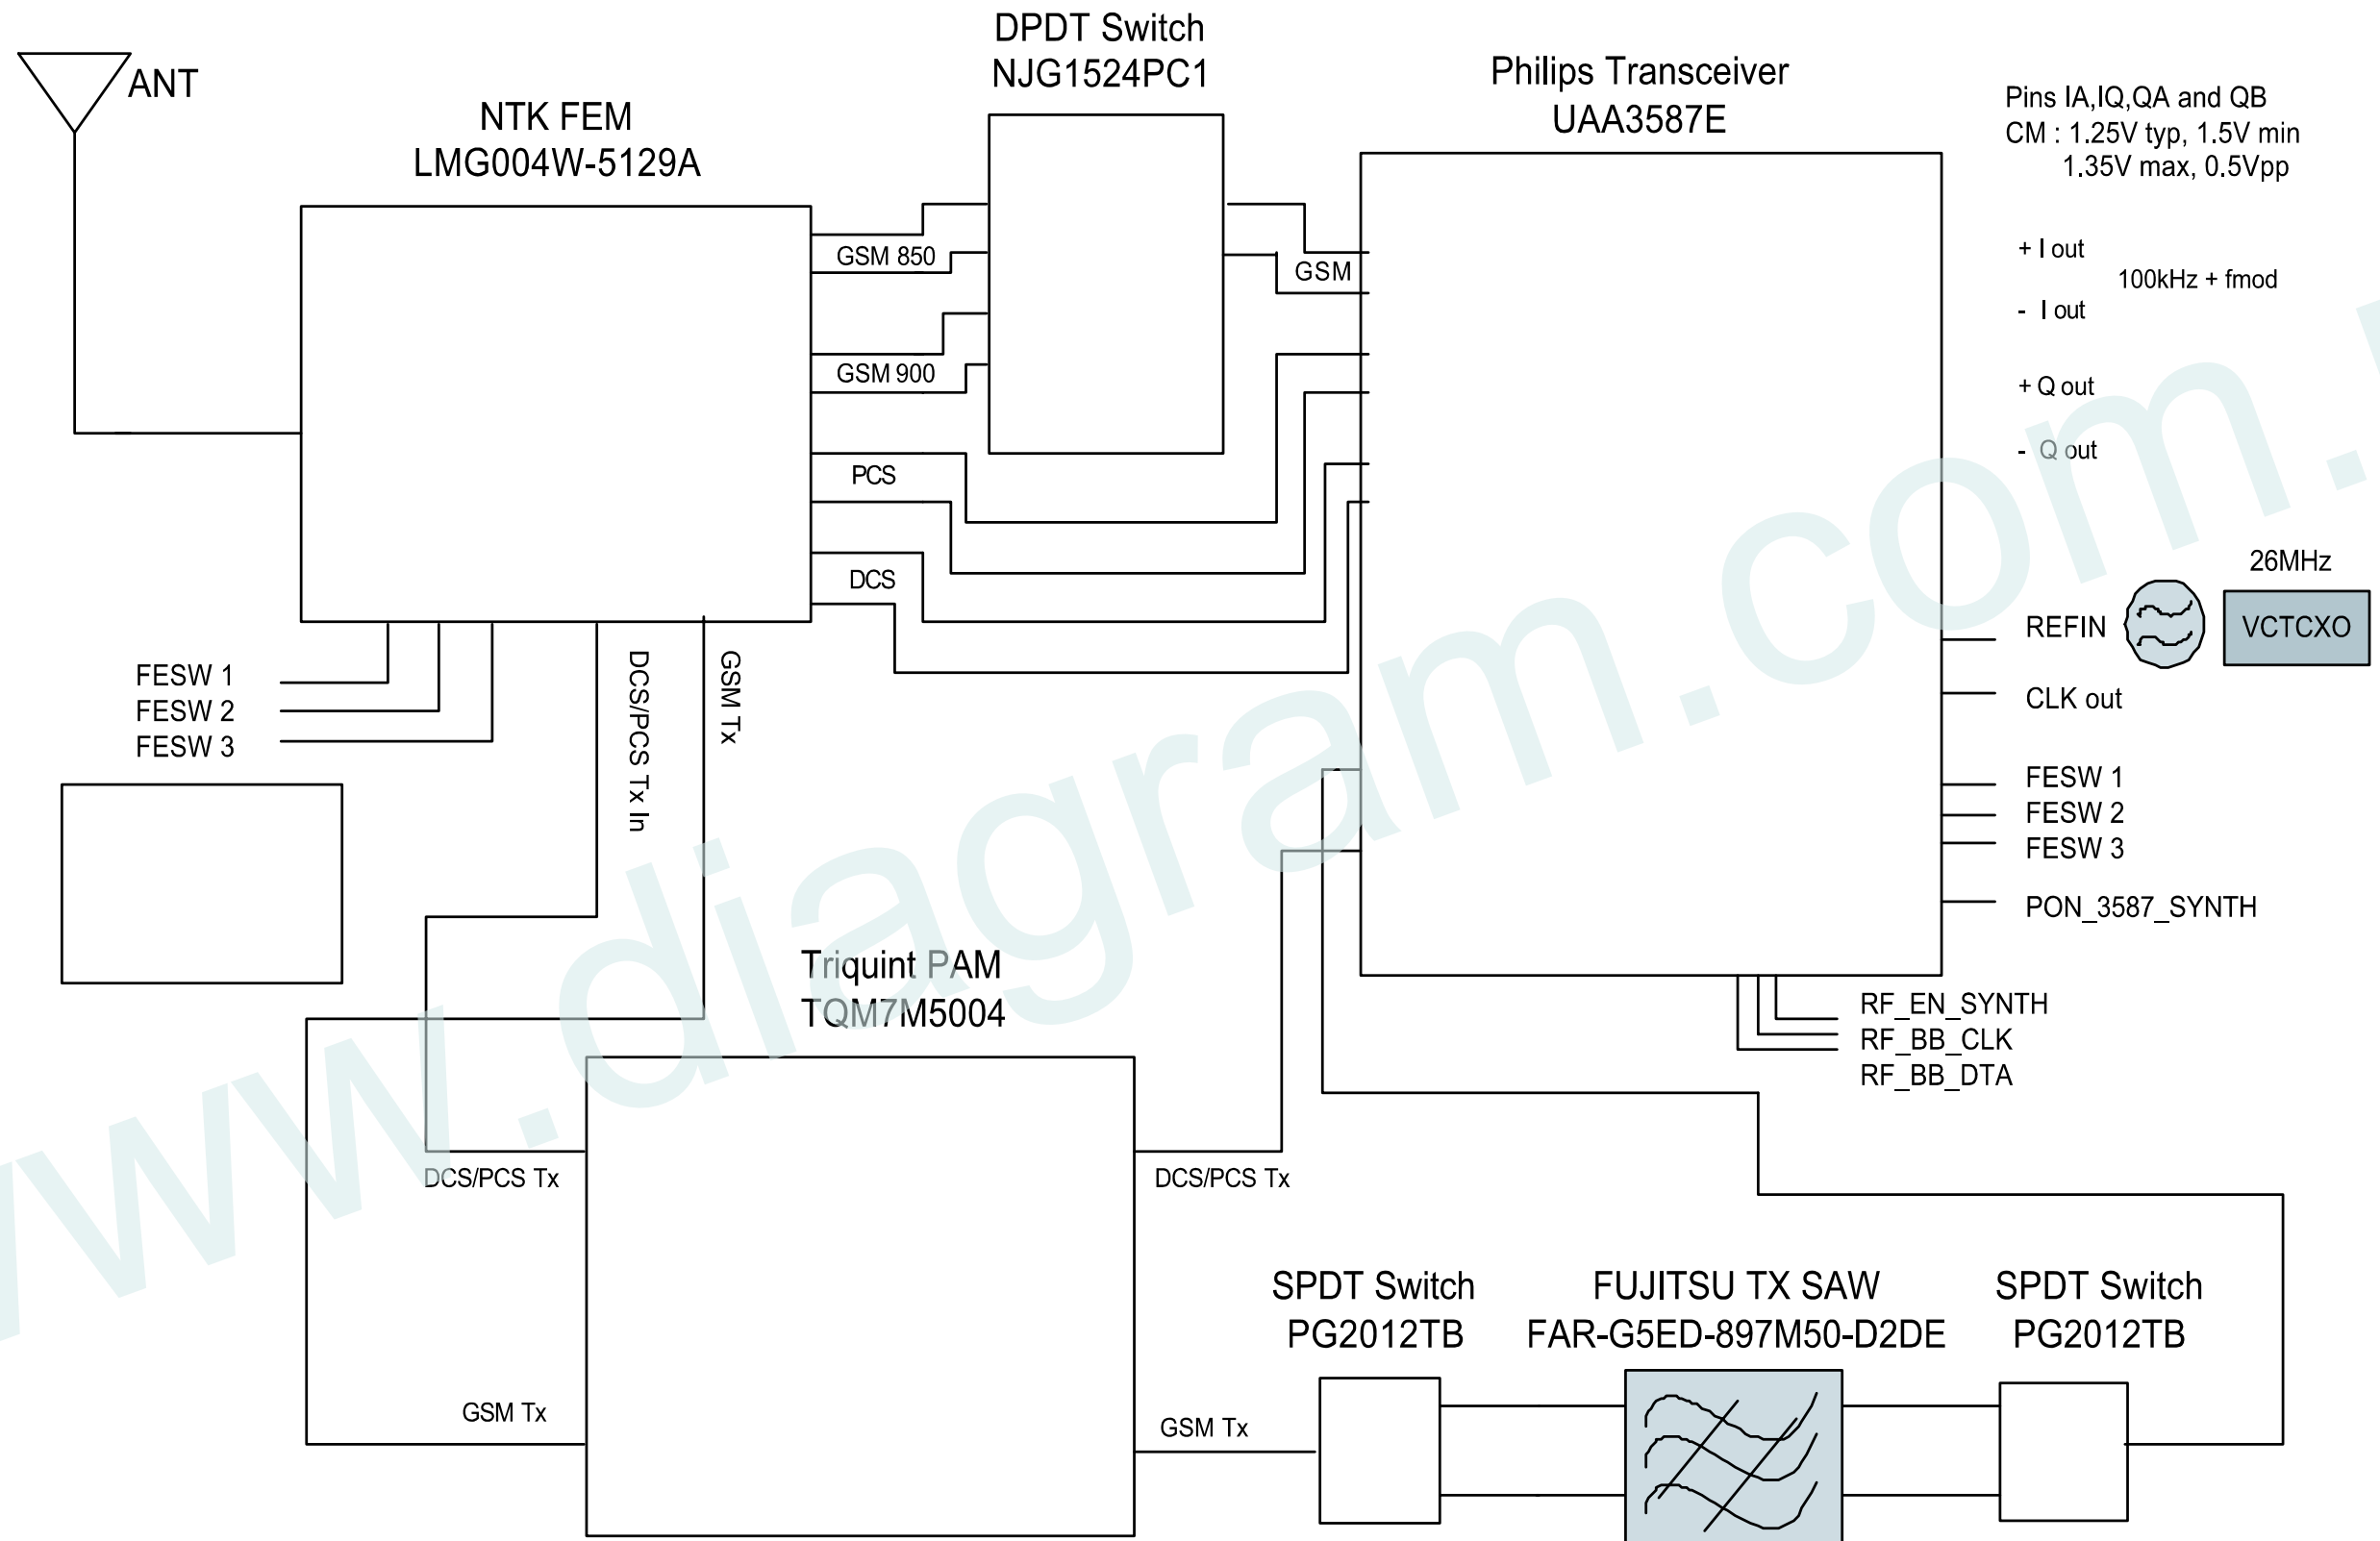 DPDT Switch
NJG1524PC1
ANT
NTK FEM
LMG004W-5129A
Philips Transceiver
UAA3587E
Pins IA,IQ,QA and QB
CM : 1.25V typ, 1.5V min
1.35V max, 0.5Vpp
GSM 850
GSM
+ I out
100kHz + fmod
- I out
GSM 900
+ Q out
- Q out
PCS
DCS
26MHz
REFIN
VCTCXO
CLK out
FESW 1
FESW 2
FESW 3
DCS/PCS Tx In
GSM Tx
FESW 1
FESW 2
FESW 3
PON_3587_SYNTH
Triquint PAM
TQM7M5004
RF_EN_SYNTH
RF_BB_CLK
RF_BB_DTA
DCS/PCS Tx
DCS/PCS Tx
SPDT Switch
PG2012TB
FUJITSU TX SAW
FAR-G5ED-897M50-D2DE
SPDT Switch
PG2012TB
GSM Tx
GSM Tx